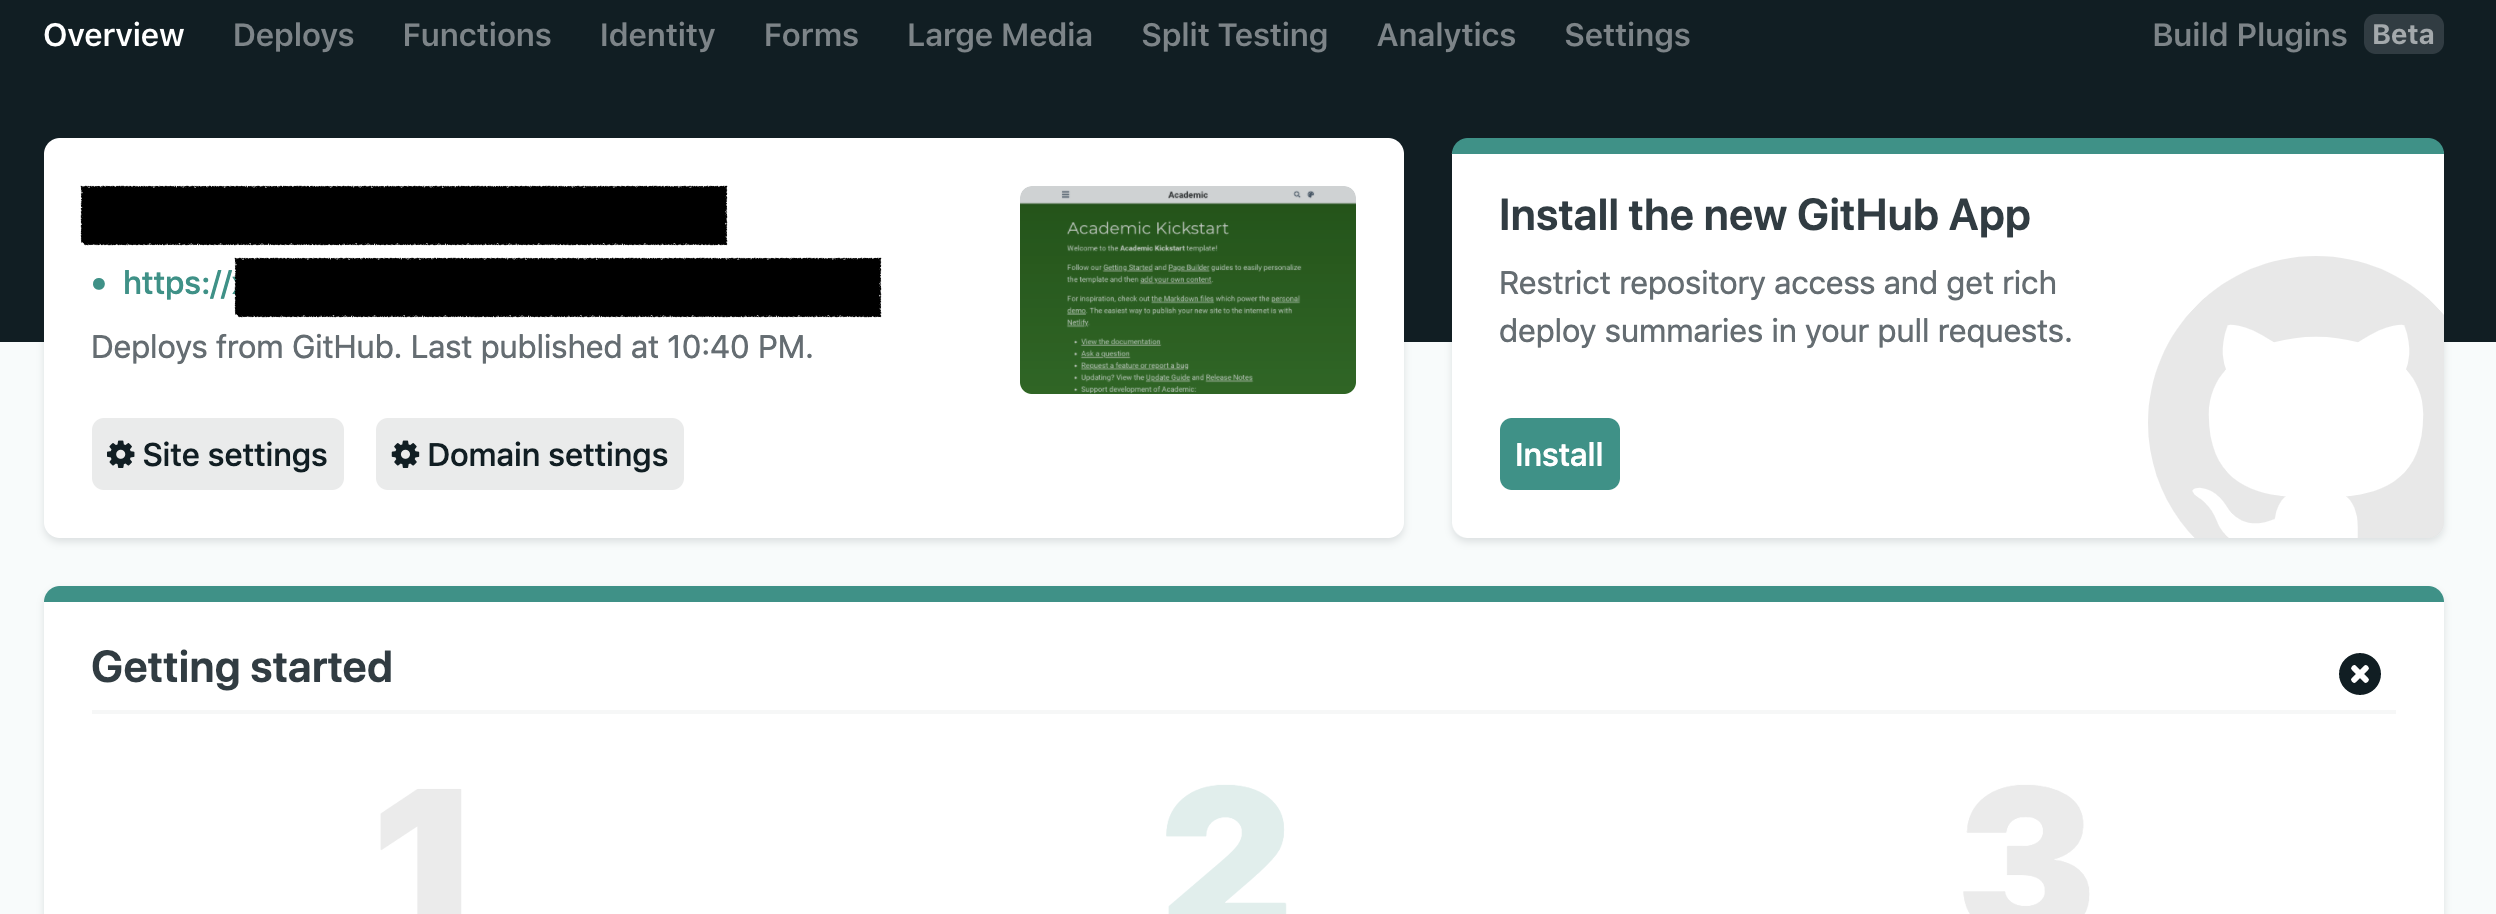 Overview Deploys Functions Identity Forms Large Media Split Testing Analytics Settings Build Plugins Beta
https://
Deploys from GitHub. Last published at 10:40 PM.
Site settings Domain settings
Academic
Academic Kickstart
Welcome to the Academic Kickstart template!
Follow our Getting Started and Page Builder guides to easily personalize
the template and then add your own content.
For inspiration, check out the Markdown files which power the personal
demo. The easiest way to publish your new site to the internet is with
Netlify.
View the documentation
Ask a question
Request a feature or report a bug
Updating? View the Update Guide and Release Notes
Support development of Academic:
Install the new GitHub App
Restrict repository access and get rich
deploy summaries in your pull requests.
Install
Getting started
1 2 3